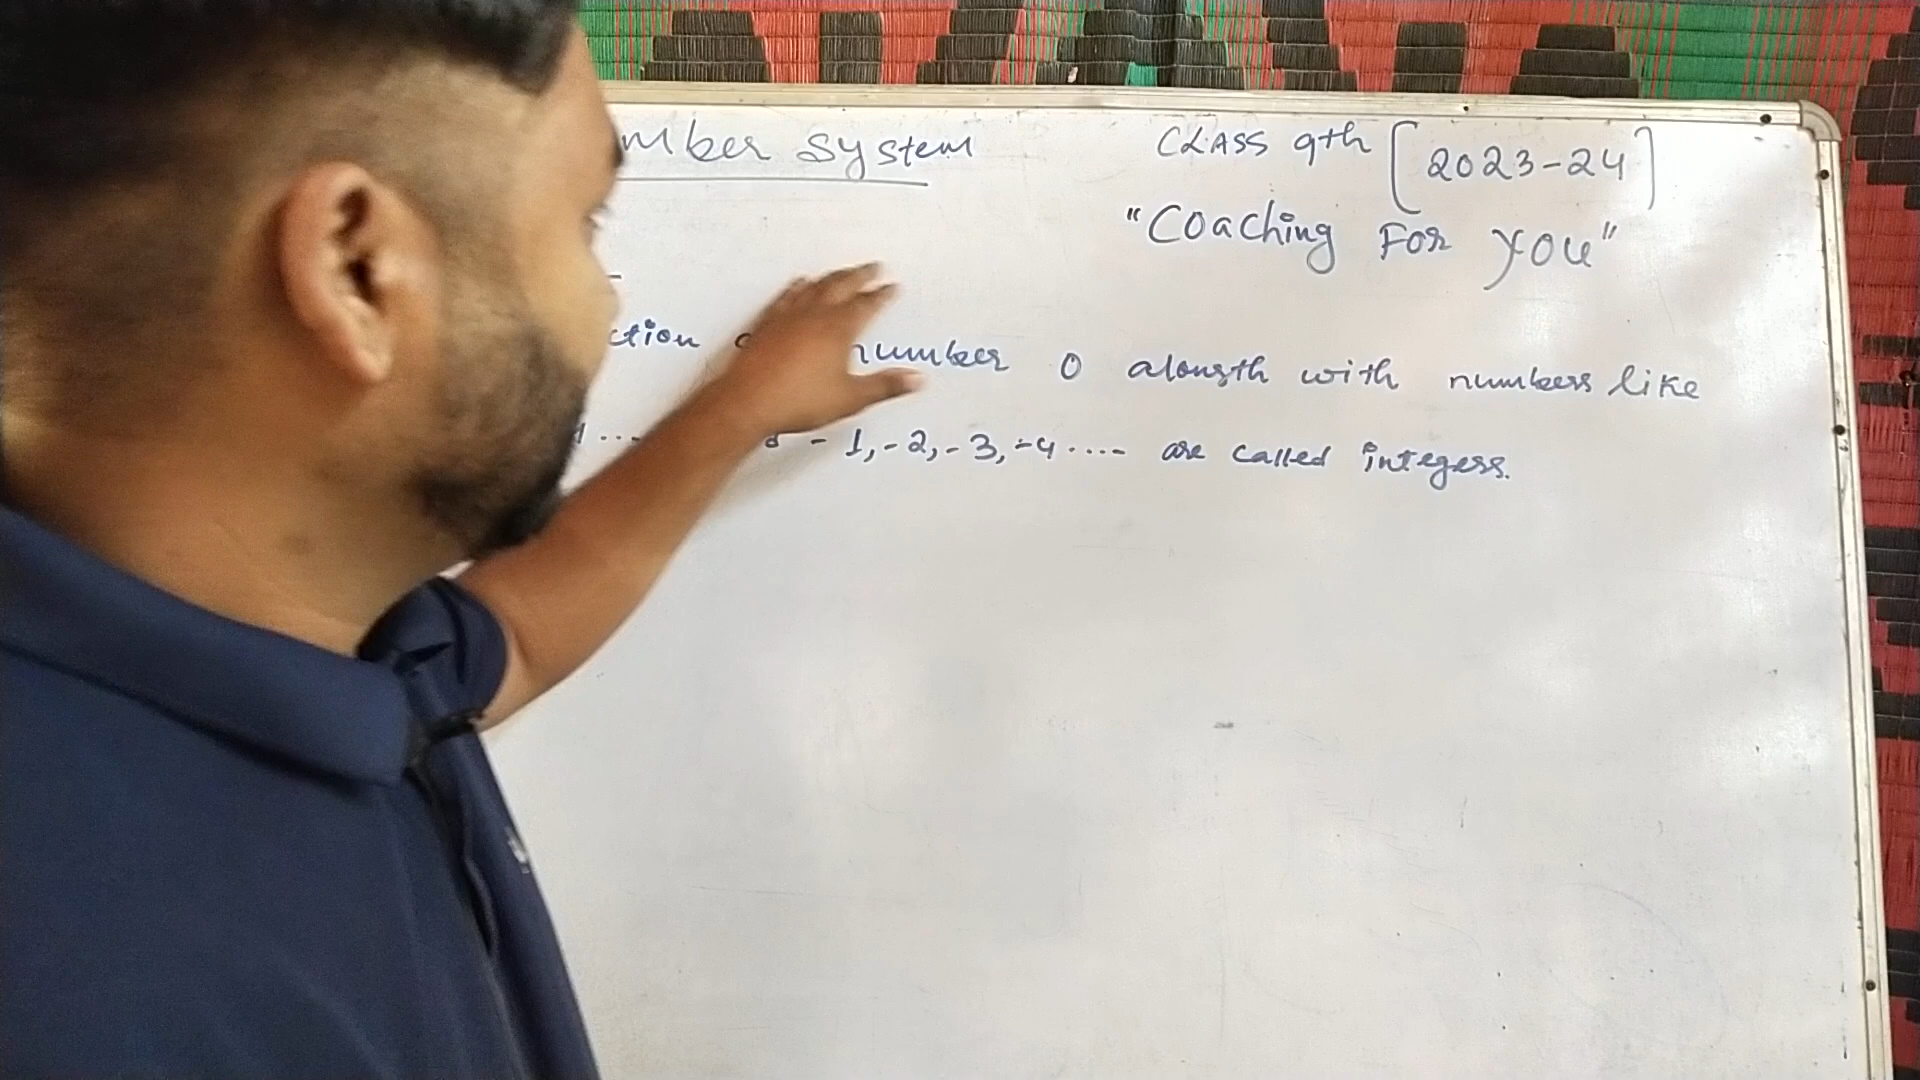 mber system
CLASS 9th [2023-24]
"Coaching For you"
ction number 0 alongth with numbers like
1, -2, -3, -4 .... are called integers.